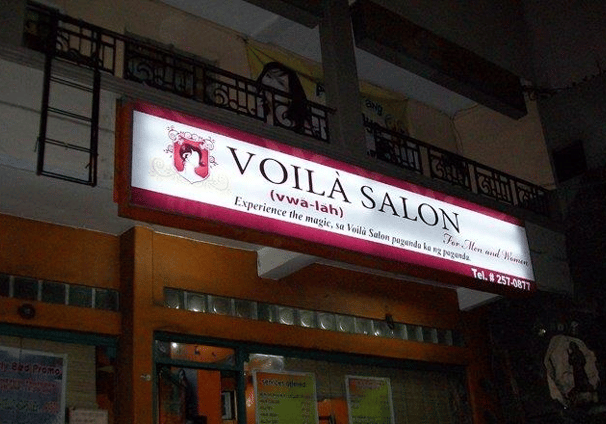 VOILÀ SALON
(vwa-lah)
For Men and Women
Experience the magic, sa Voilà Salon paganda ka ng paganda.
Tel. # 257-0877